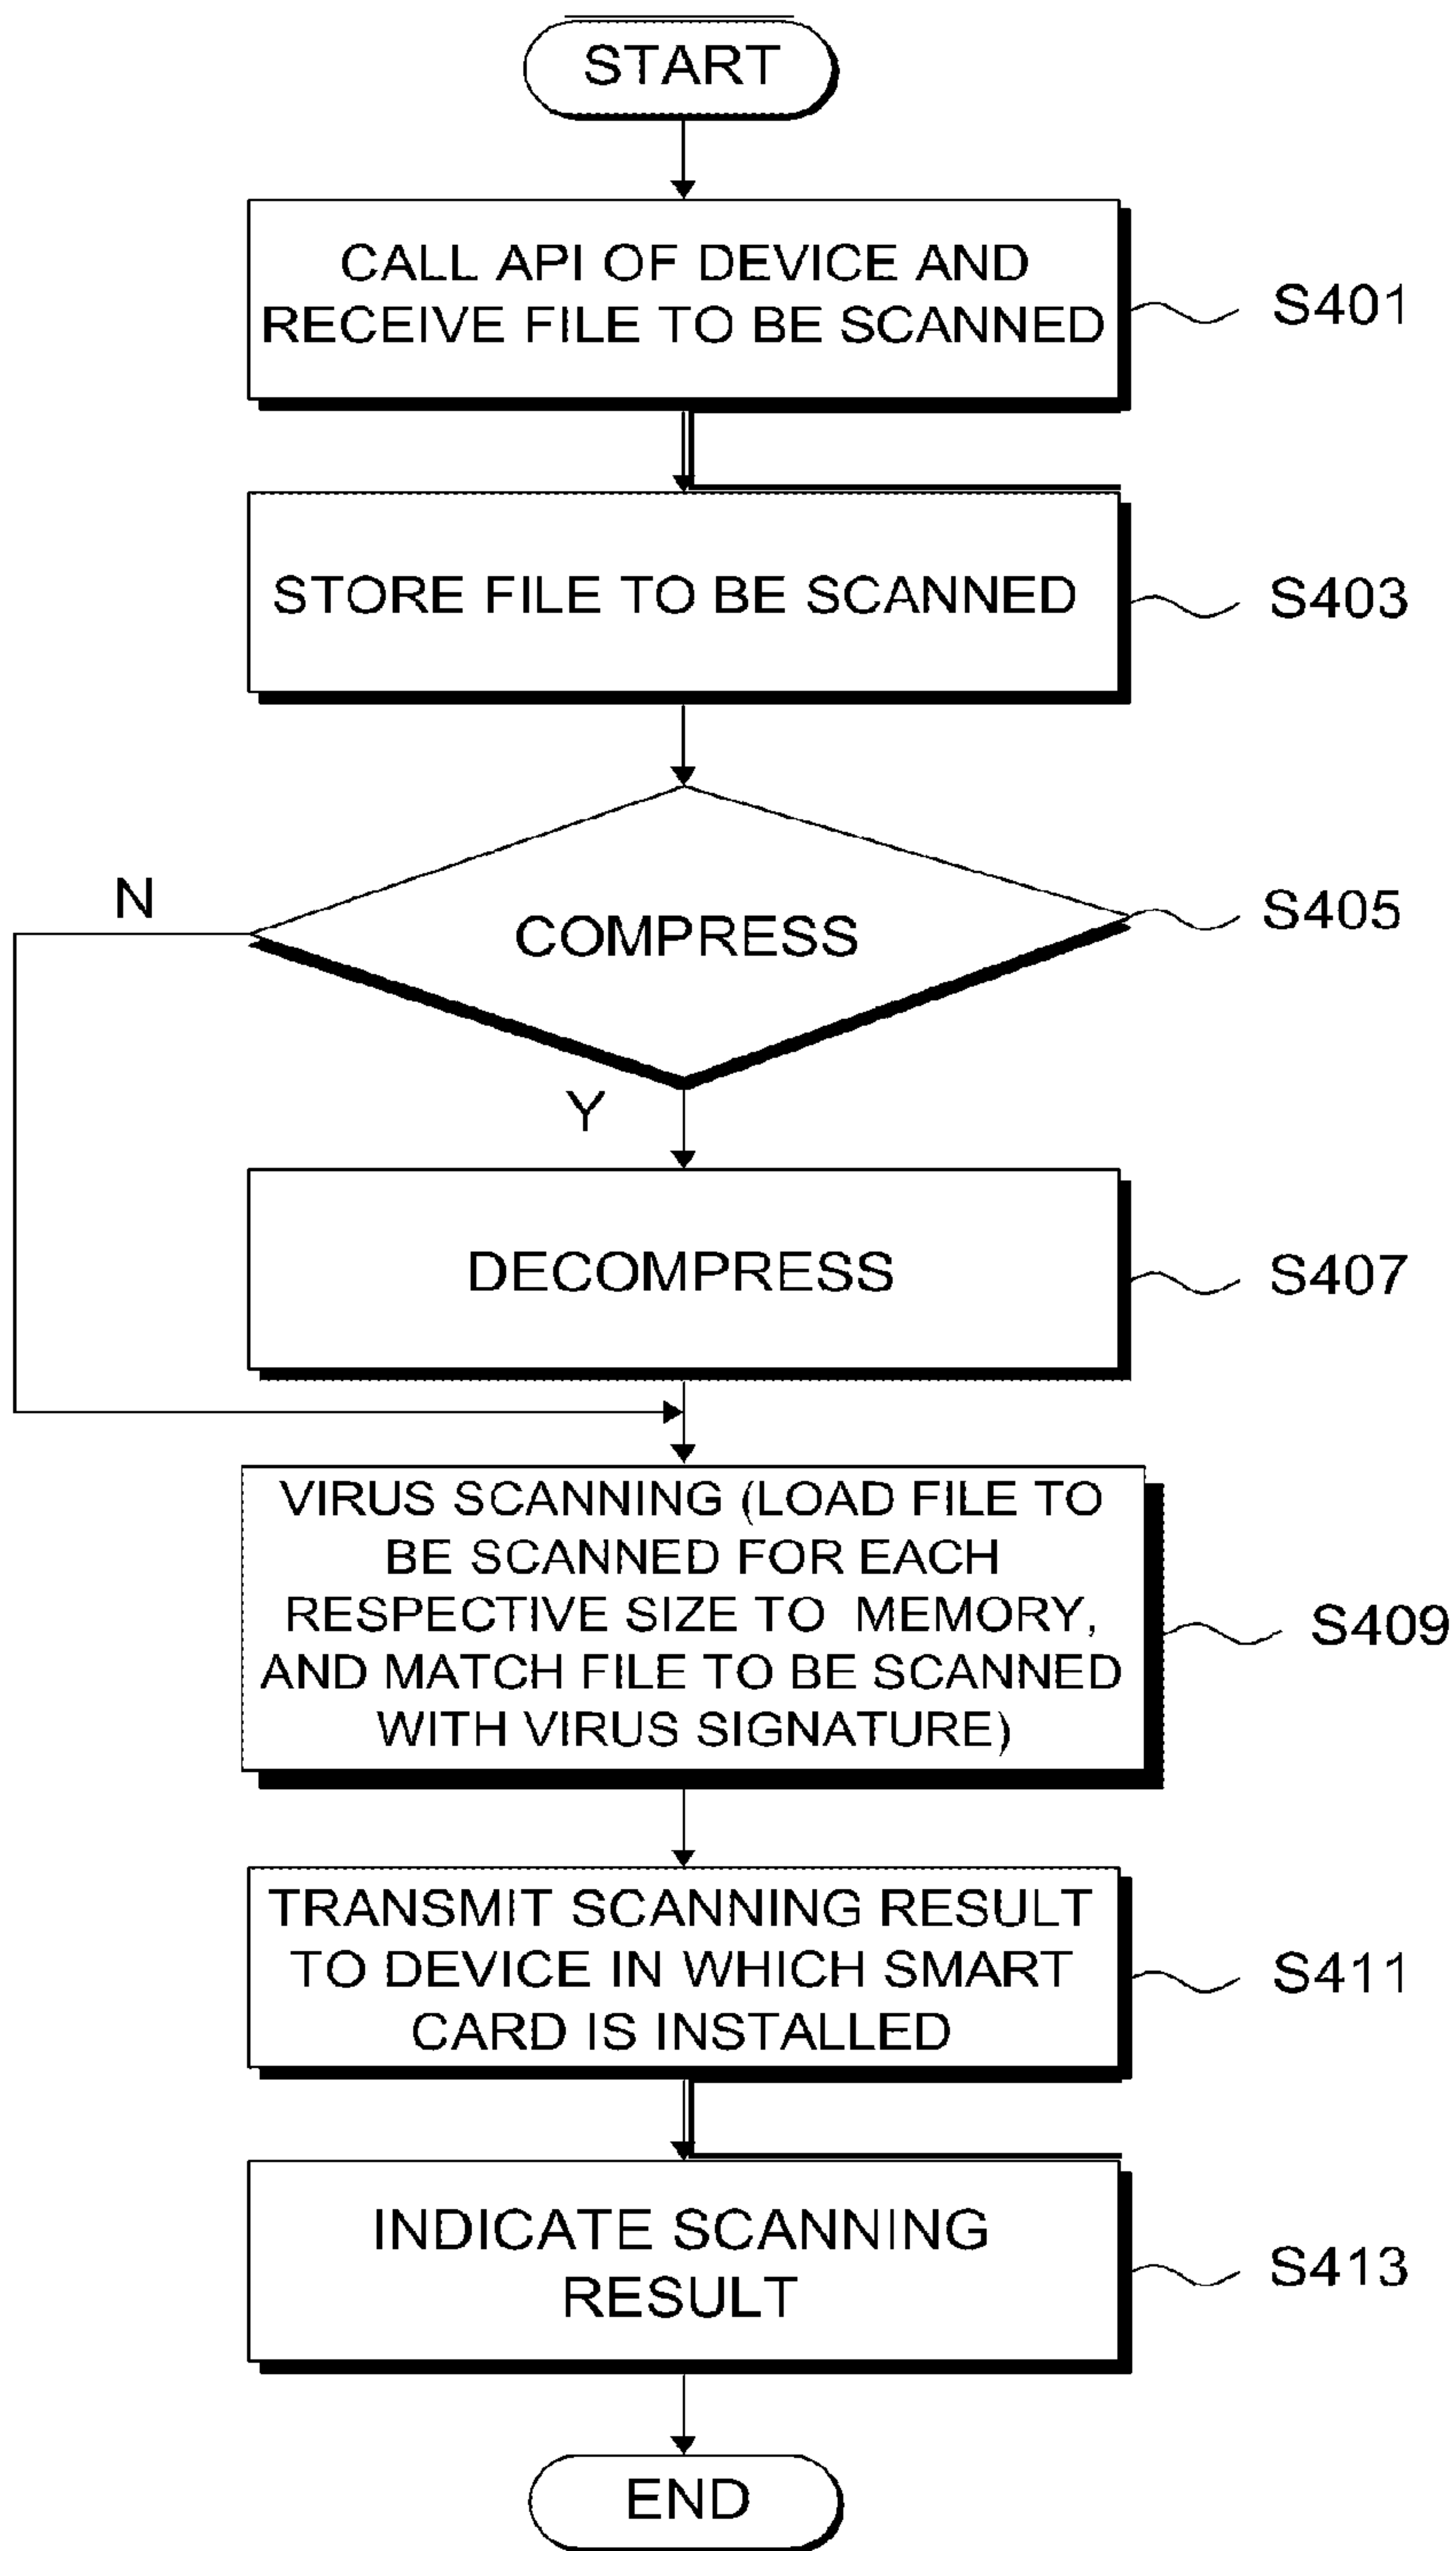 START
CALL API OF DEVICE AND
RECEIVE FILE TO BE SCANNED
S401
STORE FILE TO BE SCANNED
S403
N
COMPRESS
S405
Y
DECOMPRESS
S407
VIRUS SCANNING (LOAD FILE TO
BE SCANNED FOR EACH
RESPECTIVE SIZE TO MEMORY,
AND MATCH FILE TO BE SCANNED
WITH VIRUS SIGNATURE)
S409
TRANSMIT SCANNING RESULT
TO DEVICE IN WHICH SMART
CARD IS INSTALLED
S411
INDICATE SCANNING
RESULT
S413
END